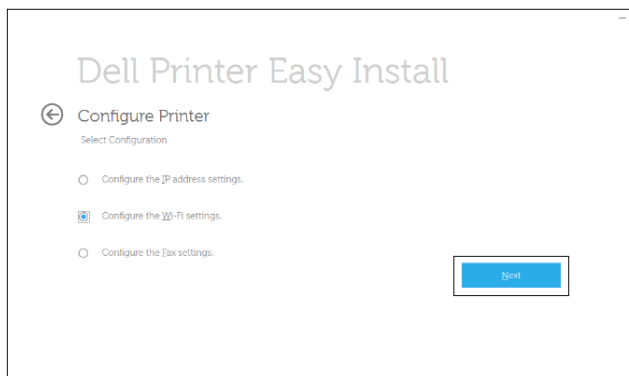 Dell Printer Easy Install
Configure Printer
Select Configuration
Configure the IP address settings.
Configure the Wi-Fi settings.
Configure the Fax settings.
Next